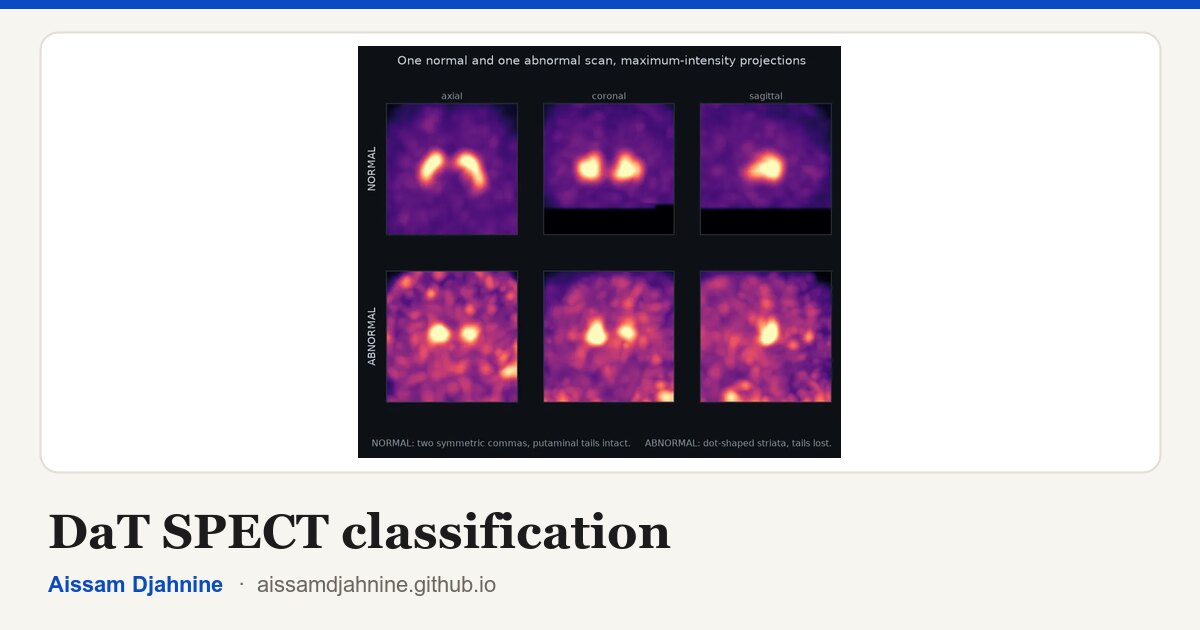 One normal and one abnormal scan, maximum-intensity projections
axial coronal sagittal
NORMAL
ABNORMAL
NORMAL: two symmetric commas, putaminal tails intact. ABNORMAL: dot-shaped striata, tails lost.
DaT SPECT classification
Aissam Djahnine · aissamdjahnine.github.io